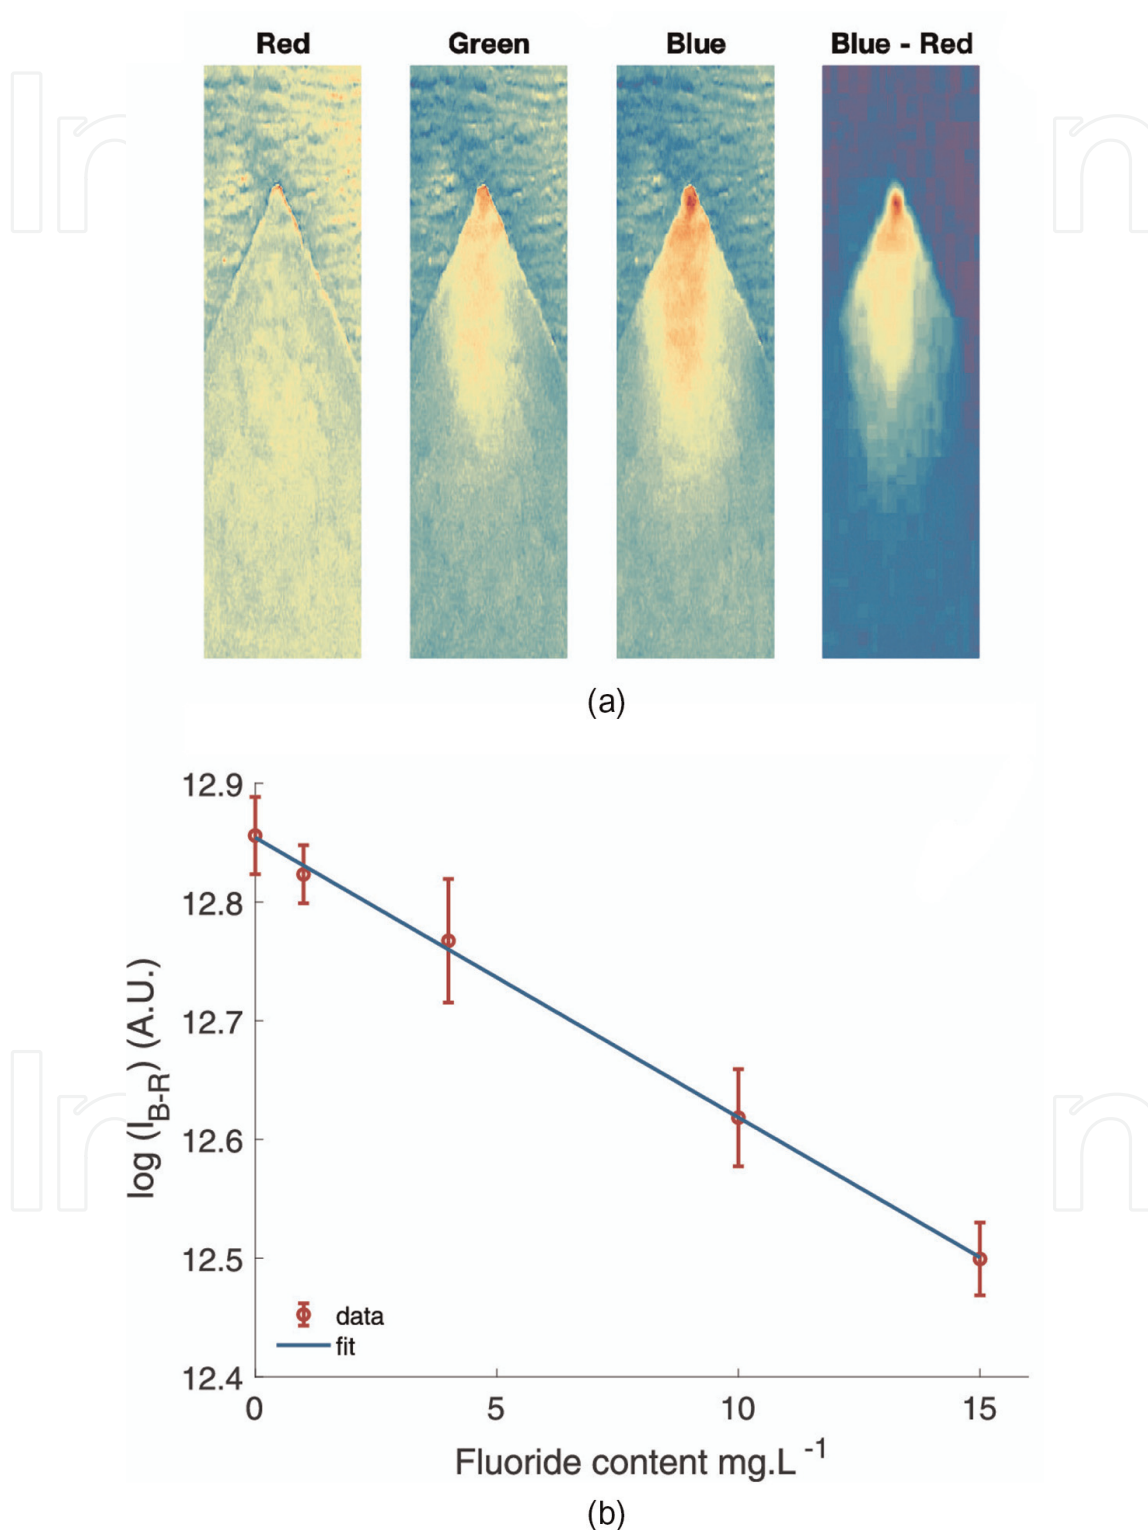 Red Green Blue Blue - Red
(a)
12.9
12.8
12.7
12.6
12.5
12.4
log (I_B-R) (A.U.)
data
fit
0 5 10 15
Fluoride content mg.L⁻¹
(b)